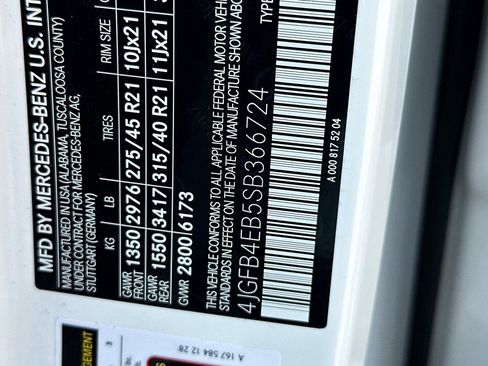 MFD BY MERCEDES-BENZ U.S. INT
MANUFACTURED IN USA (ALABAMA, TUSCALOOSA COUNTY)
UNDER CONTRACT FOR MERCEDES-BENZ AG,
STUTTGART (GERMANY)
KG LB TIRES RIM SIZE
GAWR FRONT 1350 2976 275/45 R21 10Jx21
GAWR REAR 1550 3417 315/40 R21 11Jx21
GVWR 2800 6173
THIS VEHICLE CONFORMS TO ALL APPLICABLE FEDERAL MOTOR VEHI
STANDARDS IN EFFECT ON THE DATE OF MANUFACTURE SHOWN ABO
4JGFB4EB5SB366724 TYPE
A 000 817 52 04
A 167 584 12 28